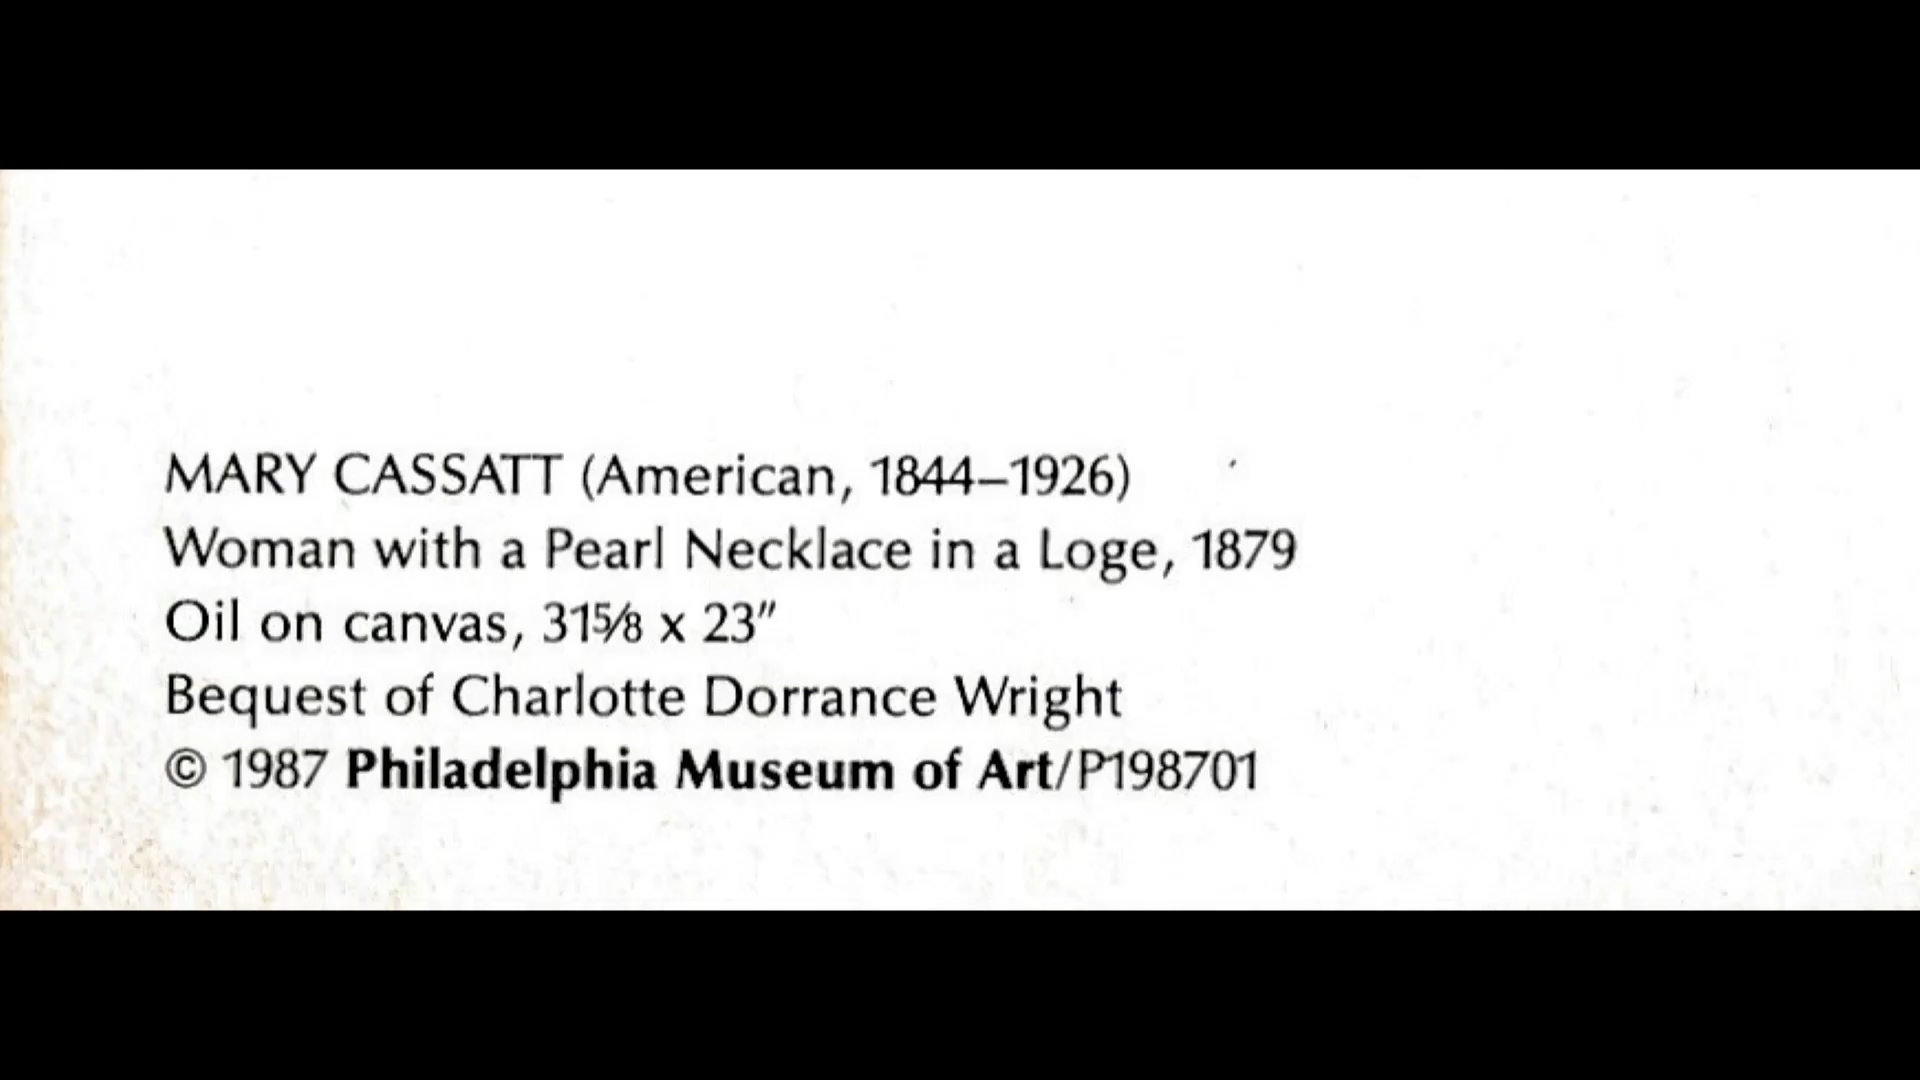 MARY CASSATT (American, 1844–1926)
Woman with a Pearl Necklace in a Loge, 1879
Oil on canvas, 31⅝ x 23″
Bequest of Charlotte Dorrance Wright
© 1987 Philadelphia Museum of Art/P198701